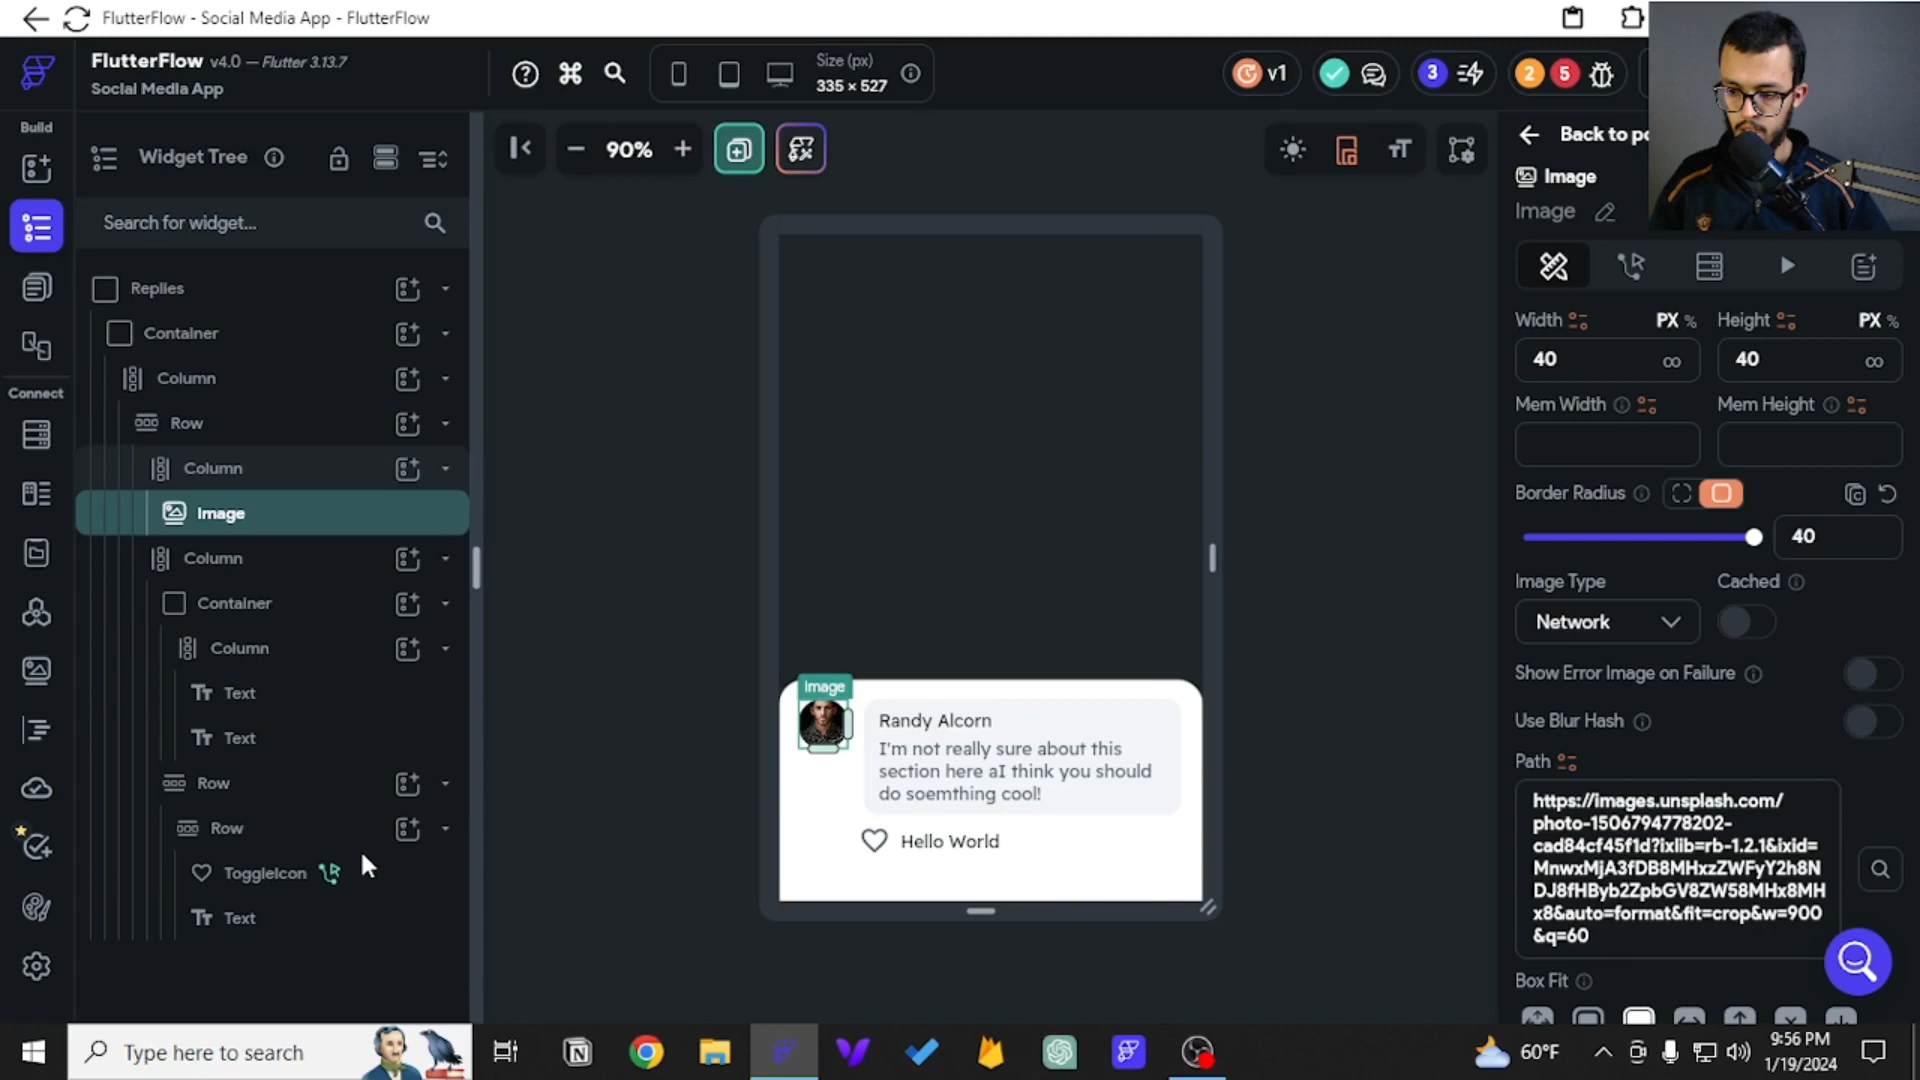 FlutterFlow - Social Media App - FlutterFlow
FlutterFlow v4.0 — Flutter 3.13.7
Social Media App
Size (px)
335 × 527
v1
3
2
5
Build
Connect
Widget Tree
Search for widget...
Replies
Container
Column
Row
Column
Image
Column
Container
Column
Text
Text
Row
Row
ToggleIcon
Text
90%
Image
Randy Alcorn
I'm not really sure about this
section here aI think you should
do soemthing cool!
Hello World
Back to po
Image
Image
Width PX % Height PX %
40 ∞ 40 ∞
Mem Width Mem Height
Border Radius
40
Image Type Cached
Network
Show Error Image on Failure
Use Blur Hash
Path
https://images.unsplash.com/
photo-1506794778202-
cad84cf45f1d?ixlib=rb-1.2.1&ixid=
MnwxMjA3fDB8MHxzZWFyY2h8N
DJ8fHByb2ZpbGV8ZW58MHx8MH
x8&auto=format&fit=crop&w=900
&q=60
Box Fit
Type here to search
60°F
9:56 PM
1/19/2024